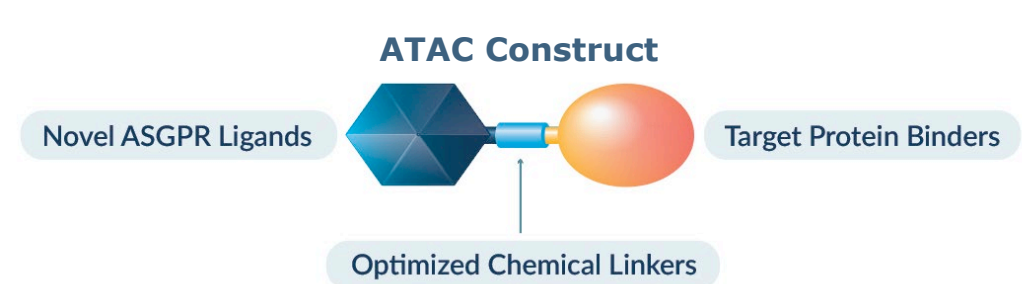 ATAC Construct
Novel ASGPR Ligands
Target Protein Binders
Optimized Chemical Linkers